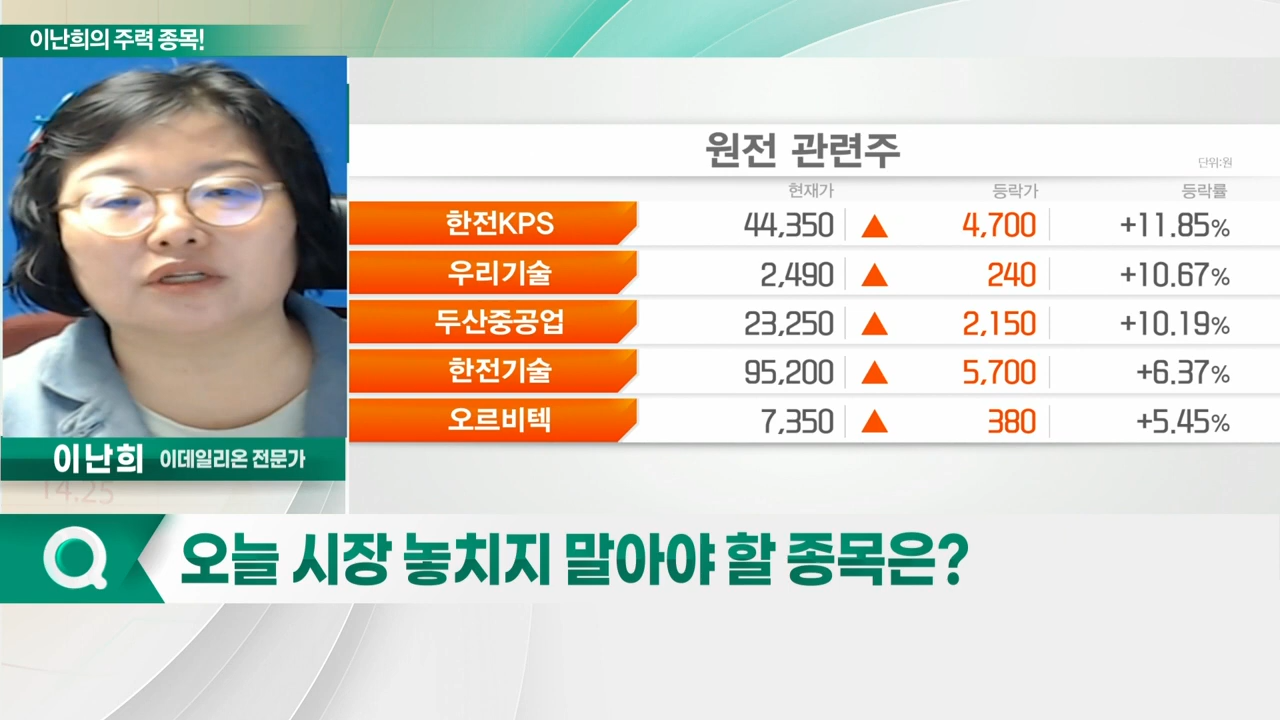 이난희의 주력 종목!
원전 관련주
단위:원
현재가 등락가 등락률
한전KPS 44,350 ▲ 4,700 +11.85%
우리기술 2,490 ▲ 240 +10.67%
두산중공업 23,250 ▲ 2,150 +10.19%
한전기술 95,200 ▲ 5,700 +6.37%
오르비텍 7,350 ▲ 380 +5.45%
이난희 이데일리온 전문가
14.25
Q 오늘 시장 놓치지 말아야 할 종목은?